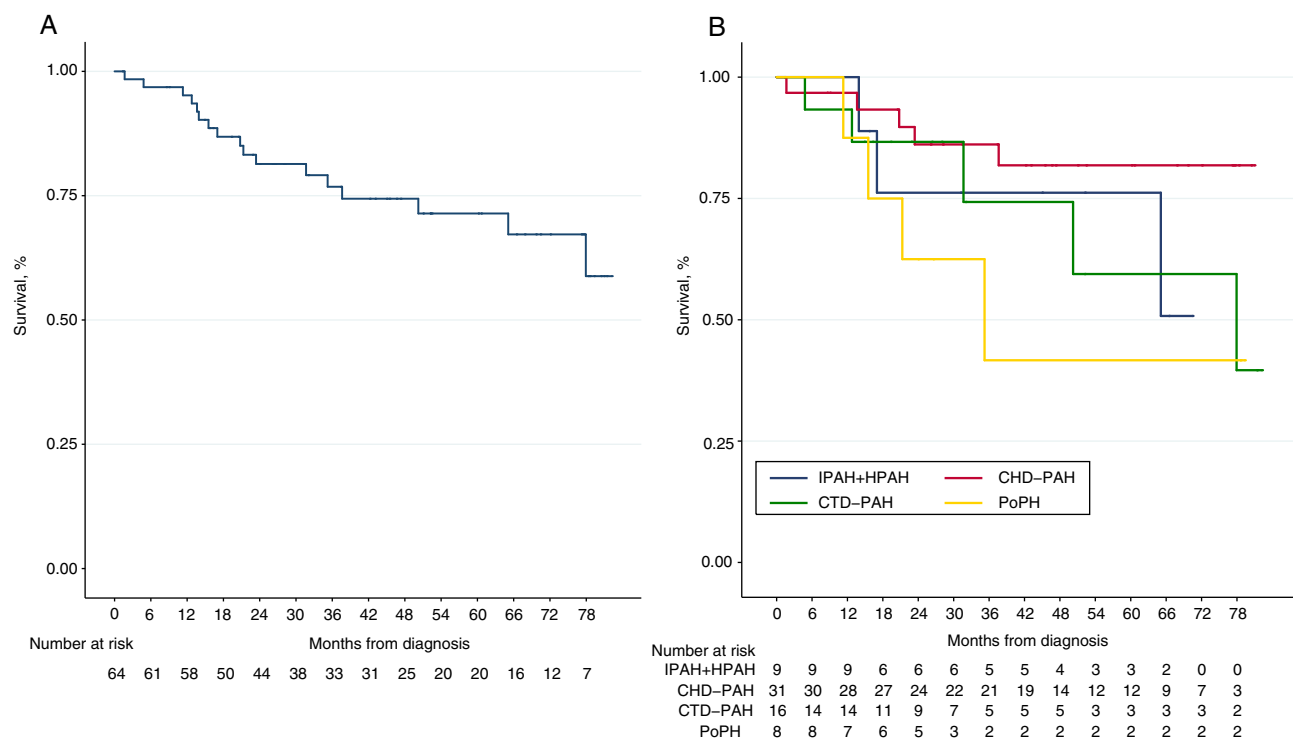 A
1.00
0.75
0.50
0.25
0.00
Survival, %
0 6 12 18 24 30 36 42 48 54 60 66 72 78
Number at risk
Months from diagnosis
64 61 58 50 44 38 33 31 25 20 20 16 12 7
B
1.00
0.75
0.50
0.25
0.00
Survival, %
IPAH+HPAH CHD–PAH
CTD–PAH PoPH
0 6 12 18 24 30 36 42 48 54 60 66 72 78
Months from diagnosis
Number at risk
IPAH+HPAH 9 9 9 6 6 6 5 5 4 3 3 2 0 0
CHD–PAH 31 30 28 27 24 22 21 19 14 12 12 9 7 3
CTD–PAH 16 14 14 11 9 7 5 5 5 3 3 3 3 2
PoPH 8 8 7 6 5 3 2 2 2 2 2 2 2 2